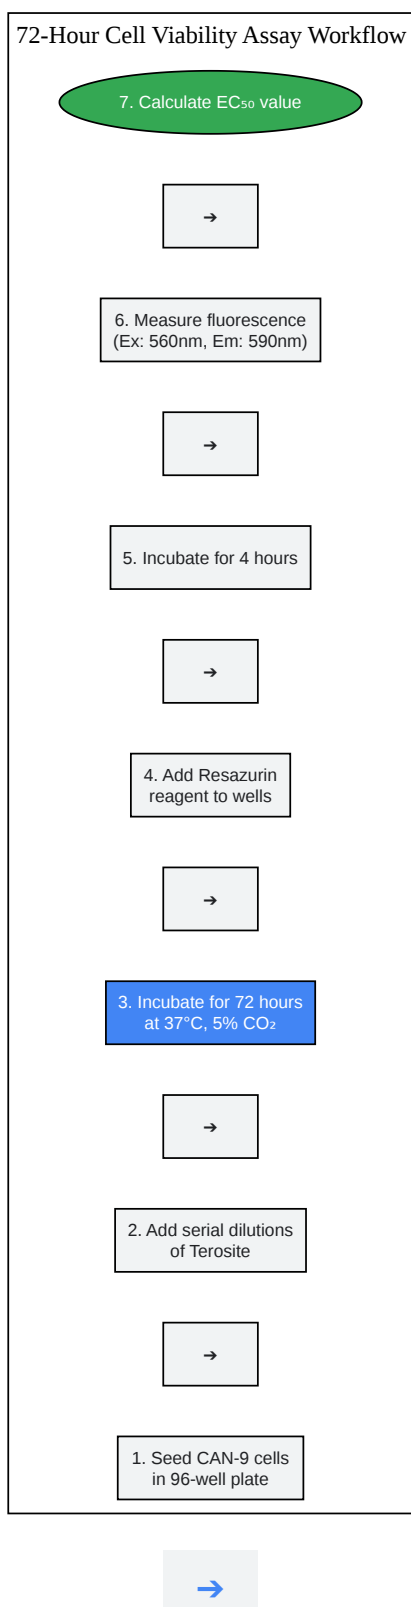 72-Hour Cell Viability Assay Workflow
7. Calculate EC₅₀ value
➔
6. Measure fluorescence
(Ex: 560nm, Em: 590nm)
➔
5. Incubate for 4 hours
➔
4. Add Resazurin
reagent to wells
➔
3. Incubate for 72 hours
at 37°C, 5% CO₂
➔
2. Add serial dilutions
of Terosite
➔
1. Seed CAN-9 cells
in 96-well plate
➔